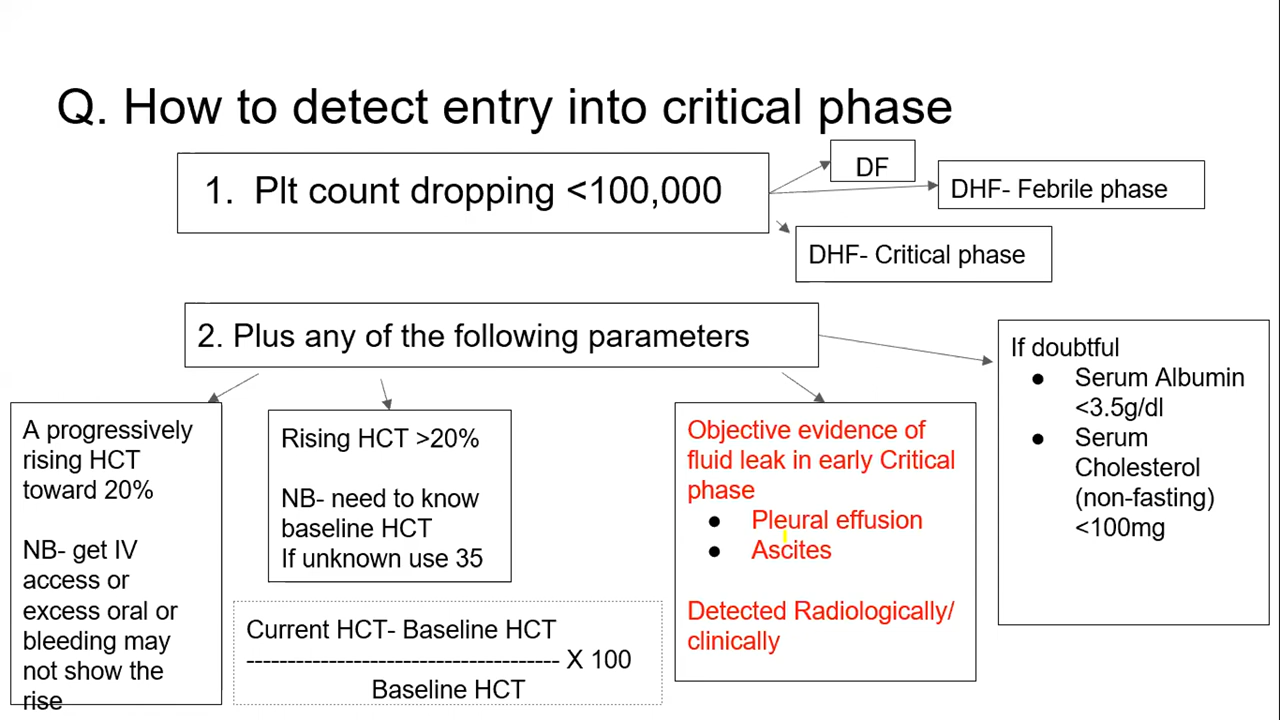 Q. How to detect entry into critical phase
1. Plt count dropping <100,000
DF
DHF- Febrile phase
DHF- Critical phase
2. Plus any of the following parameters
A progressively
rising HCT
toward 20%
NB- get IV
access or
excess oral or
bleeding may
not show the
rise
Rising HCT >20%
NB- need to know
baseline HCT
If unknown use 35
Current HCT- Baseline HCT
-------------------------------------- X 100
Baseline HCT
Objective evidence of
fluid leak in early Critical
phase
● Pleural effusion
● Ascites
Detected Radiologically/
clinically
If doubtful
● Serum Albumin
<3.5g/dl
● Serum
Cholesterol
(non-fasting)
<100mg